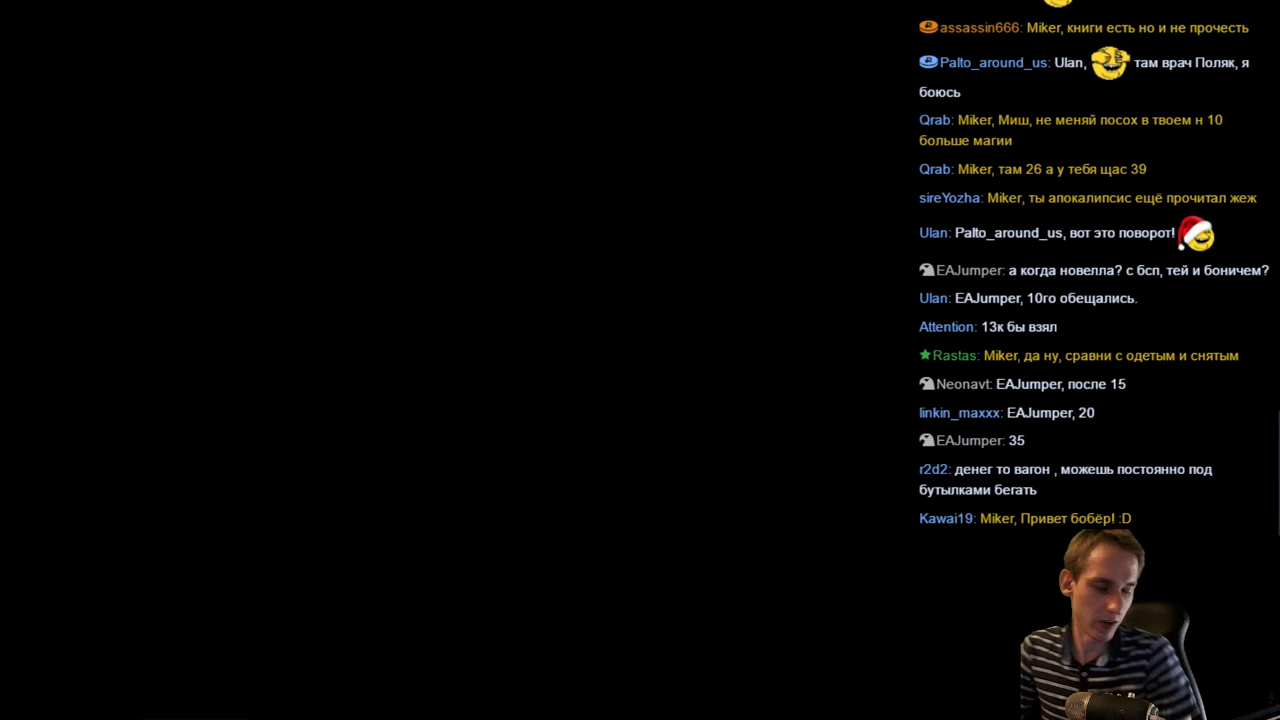 assassin666: Miker, книги есть но и не прочесть
Palto_around_us: Ulan, там врач Поляк, я
боюсь
Qrab: Miker, Миш, не меняй посох в твоем н 10
больше магии
Qrab: Miker, там 26 а у тебя щас 39
sireYozha: Miker, ты апокалипсис ещё прочитал жеж
Ulan: Palto_around_us, вот это поворот!
EAJumper: а когда новелла? с бсп, тей и боничем?
Ulan: EAJumper, 10го обещались.
Attention: 13к бы взял
Rastas: Miker, да ну, сравни с одетым и снятым
Neonavt: EAJumper, после 15
linkin_maxxx: EAJumper, 20
EAJumper: 35
r2d2: денег то вагон , можешь постоянно под
бутылками бегать
Kawai19: Miker, Привет бобёр! :D